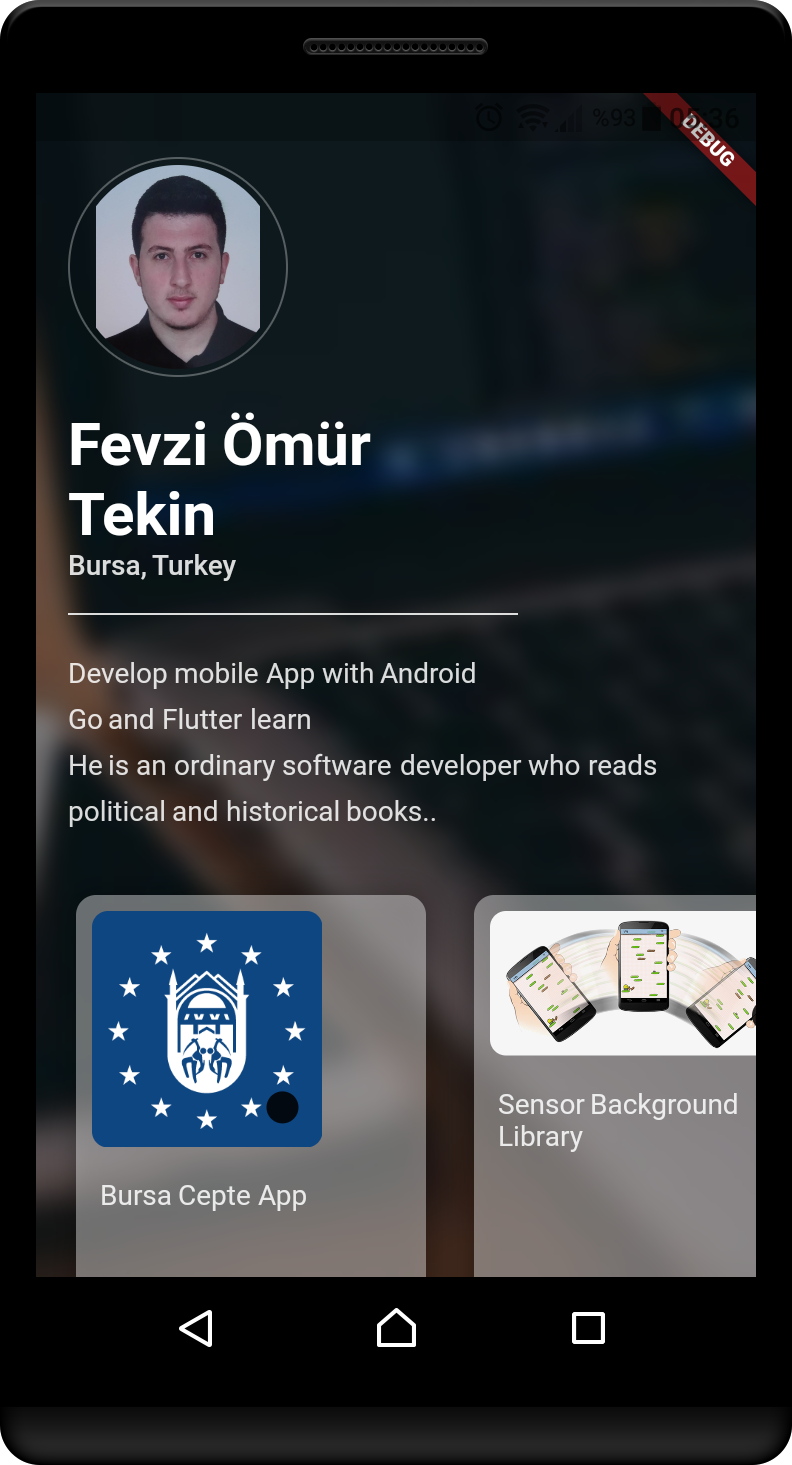 %93
DEBUG
Fevzi Ömür
Tekin
Bursa, Turkey
Develop mobile App with Android
Go and Flutter learn
He is an ordinary software developer who reads
political and historical books..
Bursa Cepte App
Sensor Background
Library